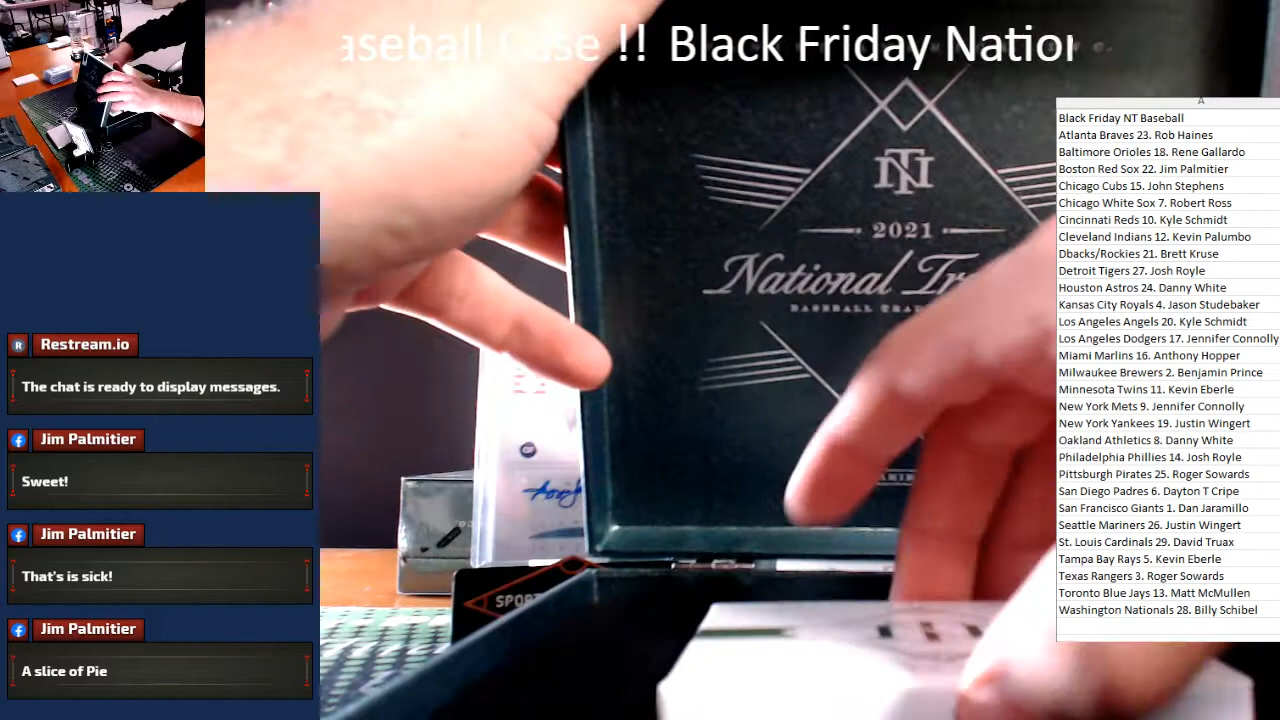 aseball Case !! Black Friday Nation
NT
2021
National Tr
BASEBALL TRAD
SPORT
Restream.io
The chat is ready to display messages.
Jim Palmitier
Sweet!
Jim Palmitier
That's is sick!
Jim Palmitier
A slice of Pie
A
Black Friday NT Baseball
Atlanta Braves 23. Rob Haines
Baltimore Orioles 18. Rene Gallardo
Boston Red Sox 22. Jim Palmitier
Chicago Cubs 15. John Stephens
Chicago White Sox 7. Robert Ross
Cincinnati Reds 10. Kyle Schmidt
Cleveland Indians 12. Kevin Palumbo
Dbacks/Rockies 21. Brett Kruse
Detroit Tigers 27. Josh Royle
Houston Astros 24. Danny White
Kansas City Royals 4. Jason Studebaker
Los Angeles Angels 20. Kyle Schmidt
Los Angeles Dodgers 17. Jennifer Connolly
Miami Marlins 16. Anthony Hopper
Milwaukee Brewers 2. Benjamin Prince
Minnesota Twins 11. Kevin Eberle
New York Mets 9. Jennifer Connolly
New York Yankees 19. Justin Wingert
Oakland Athletics 8. Danny White
Philadelphia Phillies 14. Josh Royle
Pittsburgh Pirates 25. Roger Sowards
San Diego Padres 6. Dayton T Cripe
San Francisco Giants 1. Dan Jaramillo
Seattle Mariners 26. Justin Wingert
St. Louis Cardinals 29. David Truax
Tampa Bay Rays 5. Kevin Eberle
Texas Rangers 3. Roger Sowards
Toronto Blue Jays 13. Matt McMullen
Washington Nationals 28. Billy Schibel